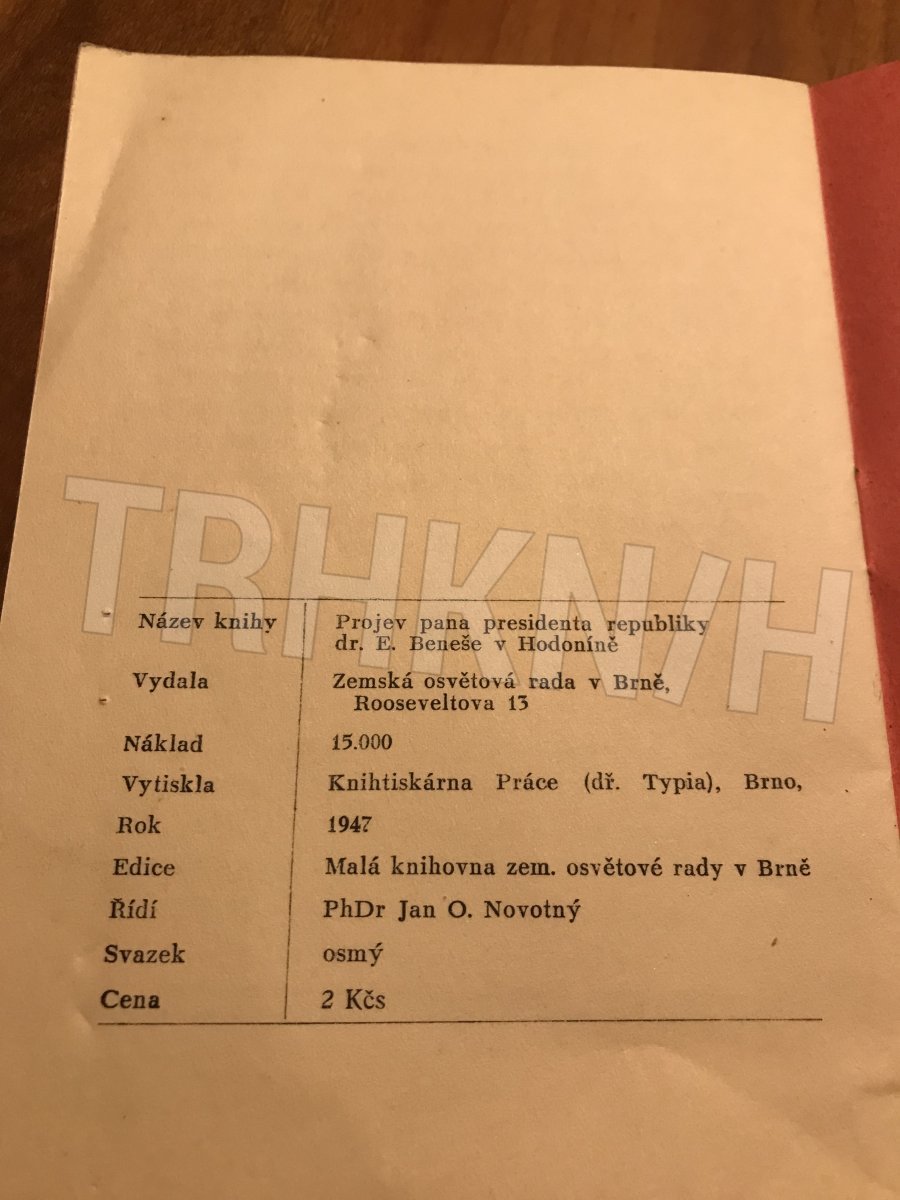 TRHKNIH
Název knihy Projev pana presidenta republiky
dr. E. Beneše v Hodoníně
Vydala Zemská osvětová rada v Brně,
Rooseveltova 13
Náklad 15.000
Vytiskla Knihtiskárna Práce (dř. Typia), Brno,
Rok 1947
Edice Malá knihovna zem. osvětové rady v Brně
Řídí PhDr Jan O. Novotný
Svazek osmý
Cena 2 Kčs